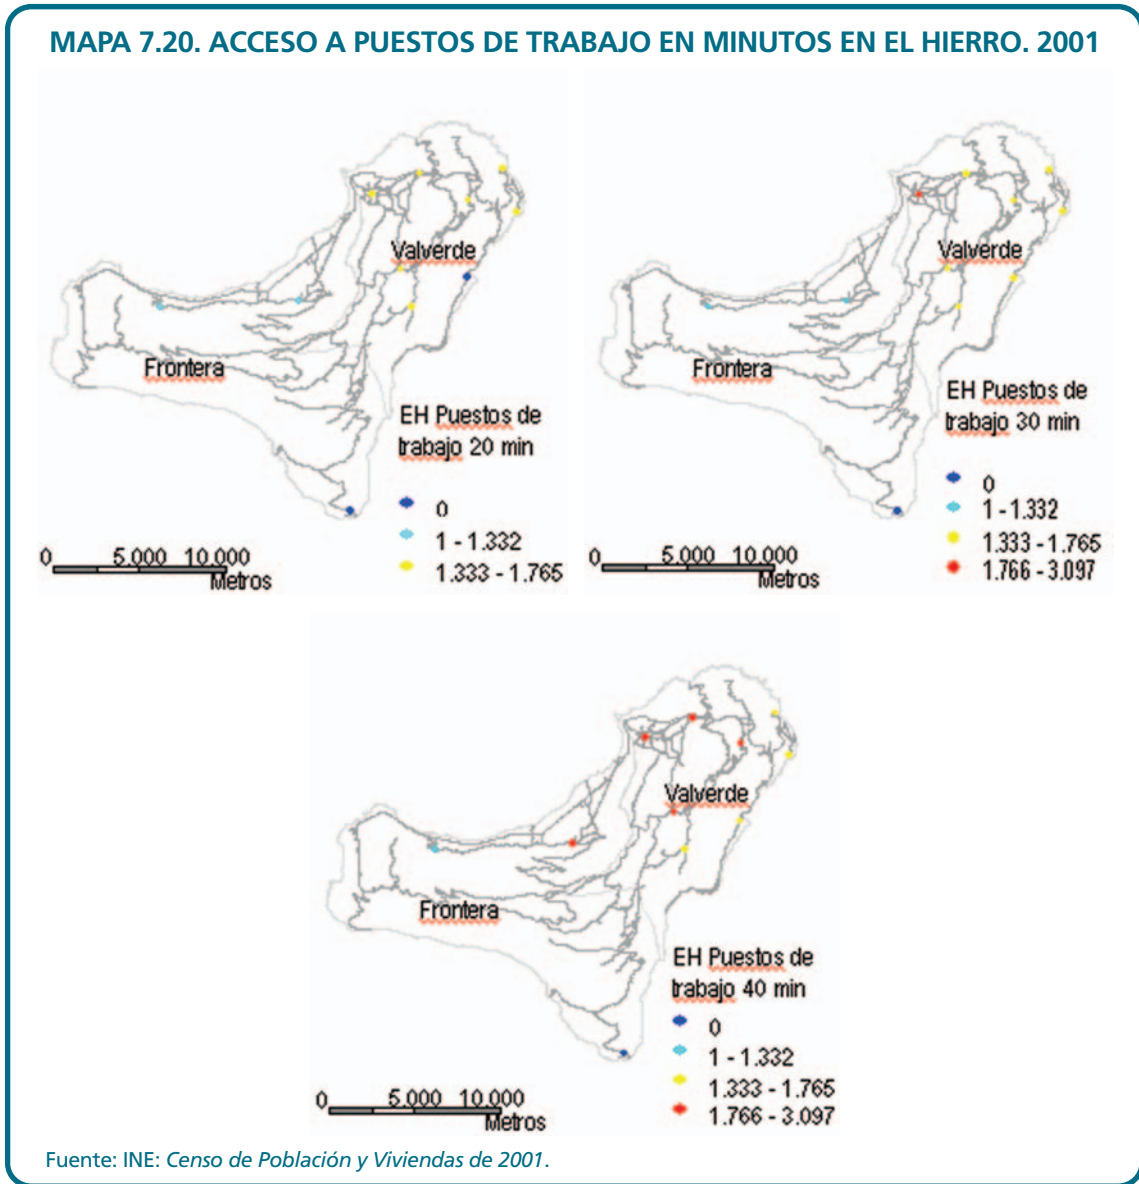 MAPA 7.20. ACCESO A PUESTOS DE TRABAJO EN MINUTOS EN EL HIERRO. 2001
Valverde
Frontera
EH Puestos de
trabajo 20 min
0
1 - 1.332
1.333 - 1.765
0 5.000 10.000
Metros
Valverde
Frontera
EH Puestos de
trabajo 30 min
0
1 - 1.332
1.333 - 1.765
1.766 - 3.097
0 5.000 10.000
Metros
Valverde
Frontera
EH Puestos de
trabajo 40 min
0
1 - 1.332
1.333 - 1.765
1.766 - 3.097
0 5.000 10.000
Metros
Fuente: INE: Censo de Población y Viviendas de 2001.